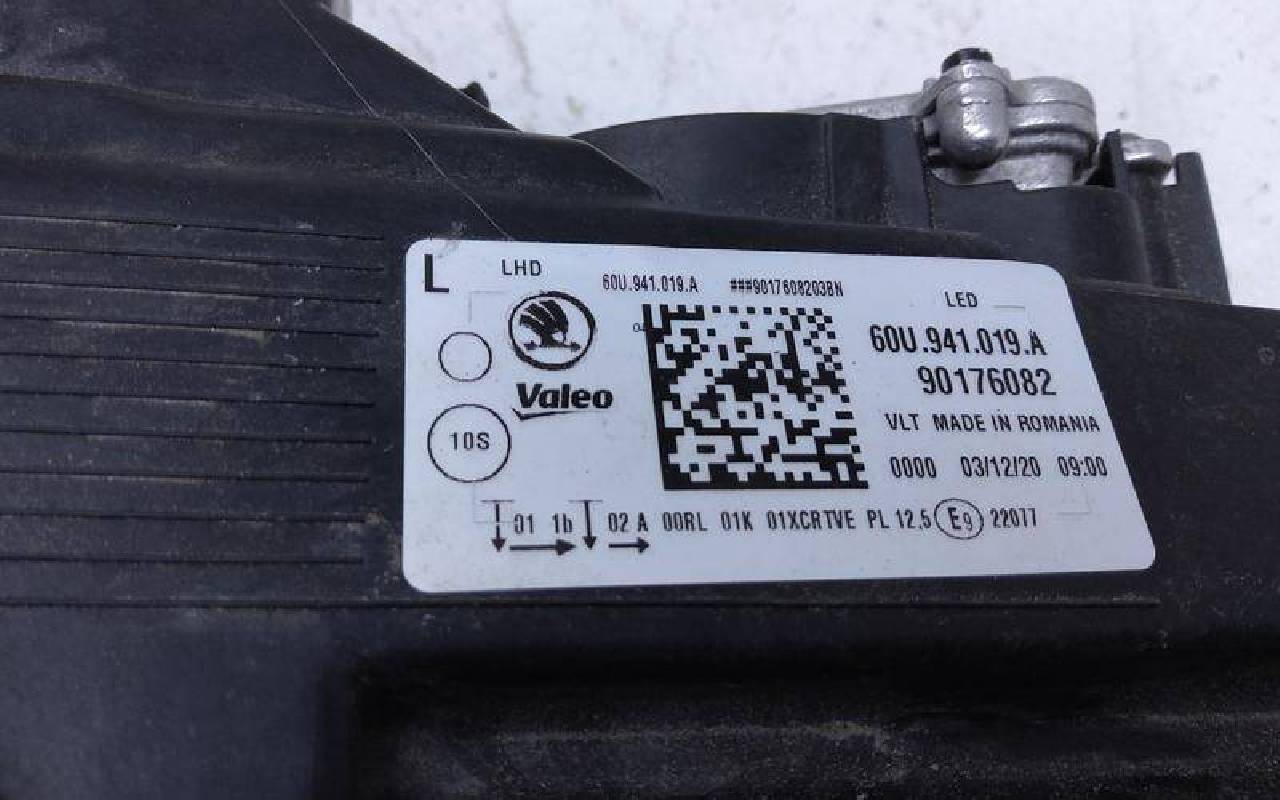 L LHD 60U.941.019.A ###90176082038N
LED
60U.941.019.A
Valeo 90176082
VLT MADE IN ROMANIA
10S
0000 03/12/20 09:00
01 1b 02 A 00RL 01K 01XCRTVE PL 12,5 E9 22077